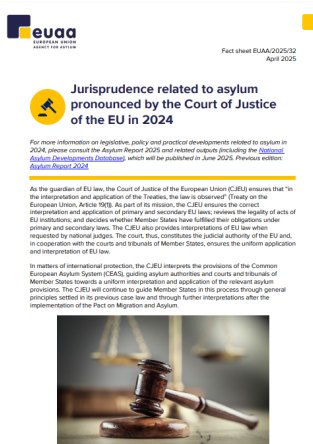 euaa
EUROPEAN UNION
AGENCY FOR ASYLUM
Fact sheet EUAA/2025/32
April 2025
Jurisprudence related to asylum
pronounced by the Court of Justice
of the EU in 2024
For more information on legislative, policy and practical developments related to asylum in
2024, please consult the Asylum Report 2025 and related outputs (including the National
Asylum Developments Database), which will be published in June 2025. Previous edition:
Asylum Report 2024.
As the guardian of EU law, the Court of Justice of the European Union (CJEU) ensures that "in
the interpretation and application of the Treaties, the law is observed" (Treaty on the
European Union, Article 19(1)). As part of its mission, the CJEU ensures the correct
interpretation and application of primary and secondary EU laws; reviews the legality of acts of
EU institutions; and decides whether Member States have fulfilled their obligations under
primary and secondary laws. The CJEU also provides interpretations of EU law when
requested by national judges. The court, thus, constitutes the judicial authority of the EU and,
in cooperation with the courts and tribunals of Member States, ensures the uniform application
and interpretation of EU law.
In matters of international protection, the CJEU interprets the provisions of the Common
European Asylum System (CEAS), guiding asylum authorities and courts and tribunals of
Member States towards a uniform interpretation and application of the relevant asylum
provisions. The CJEU will continue to guide Member States in this process through general
principles settled in its previous case law and through further interpretations after the
implementation of the Pact on Migration and Asylum.